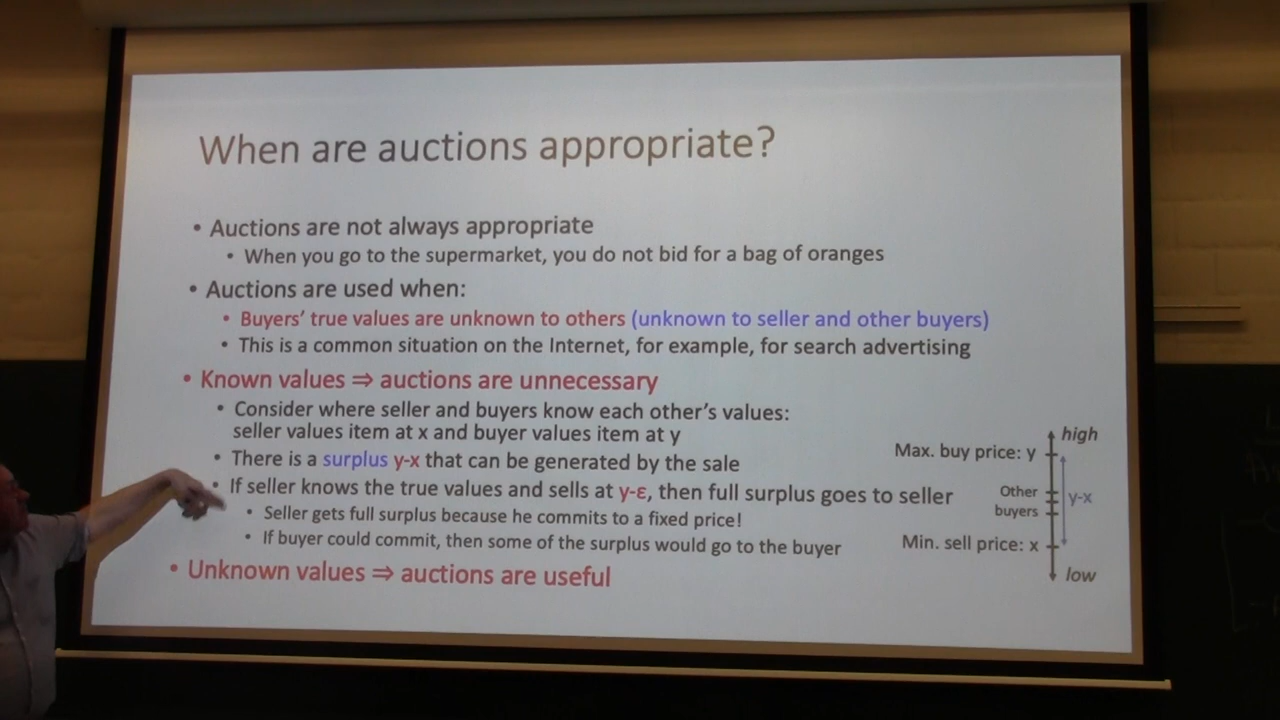 When are auctions appropriate?
• Auctions are not always appropriate
• When you go to the supermarket, you do not bid for a bag of oranges
• Auctions are used when:
• Buyers' true values are unknown to others (unknown to seller and other buyers)
• This is a common situation on the Internet, for example, for search advertising
• Known values ⇒ auctions are unnecessary
• Consider where seller and buyers know each other's values:
seller values item at x and buyer values item at y
• There is a surplus y-x that can be generated by the sale
• If seller knows the true values and sells at y-ε, then full surplus goes to seller
• Seller gets full surplus because he commits to a fixed price!
• If buyer could commit, then some of the surplus would go to the buyer
• Unknown values ⇒ auctions are useful
high
Max. buy price: y
Other
buyers
y-x
Min. sell price: x
low